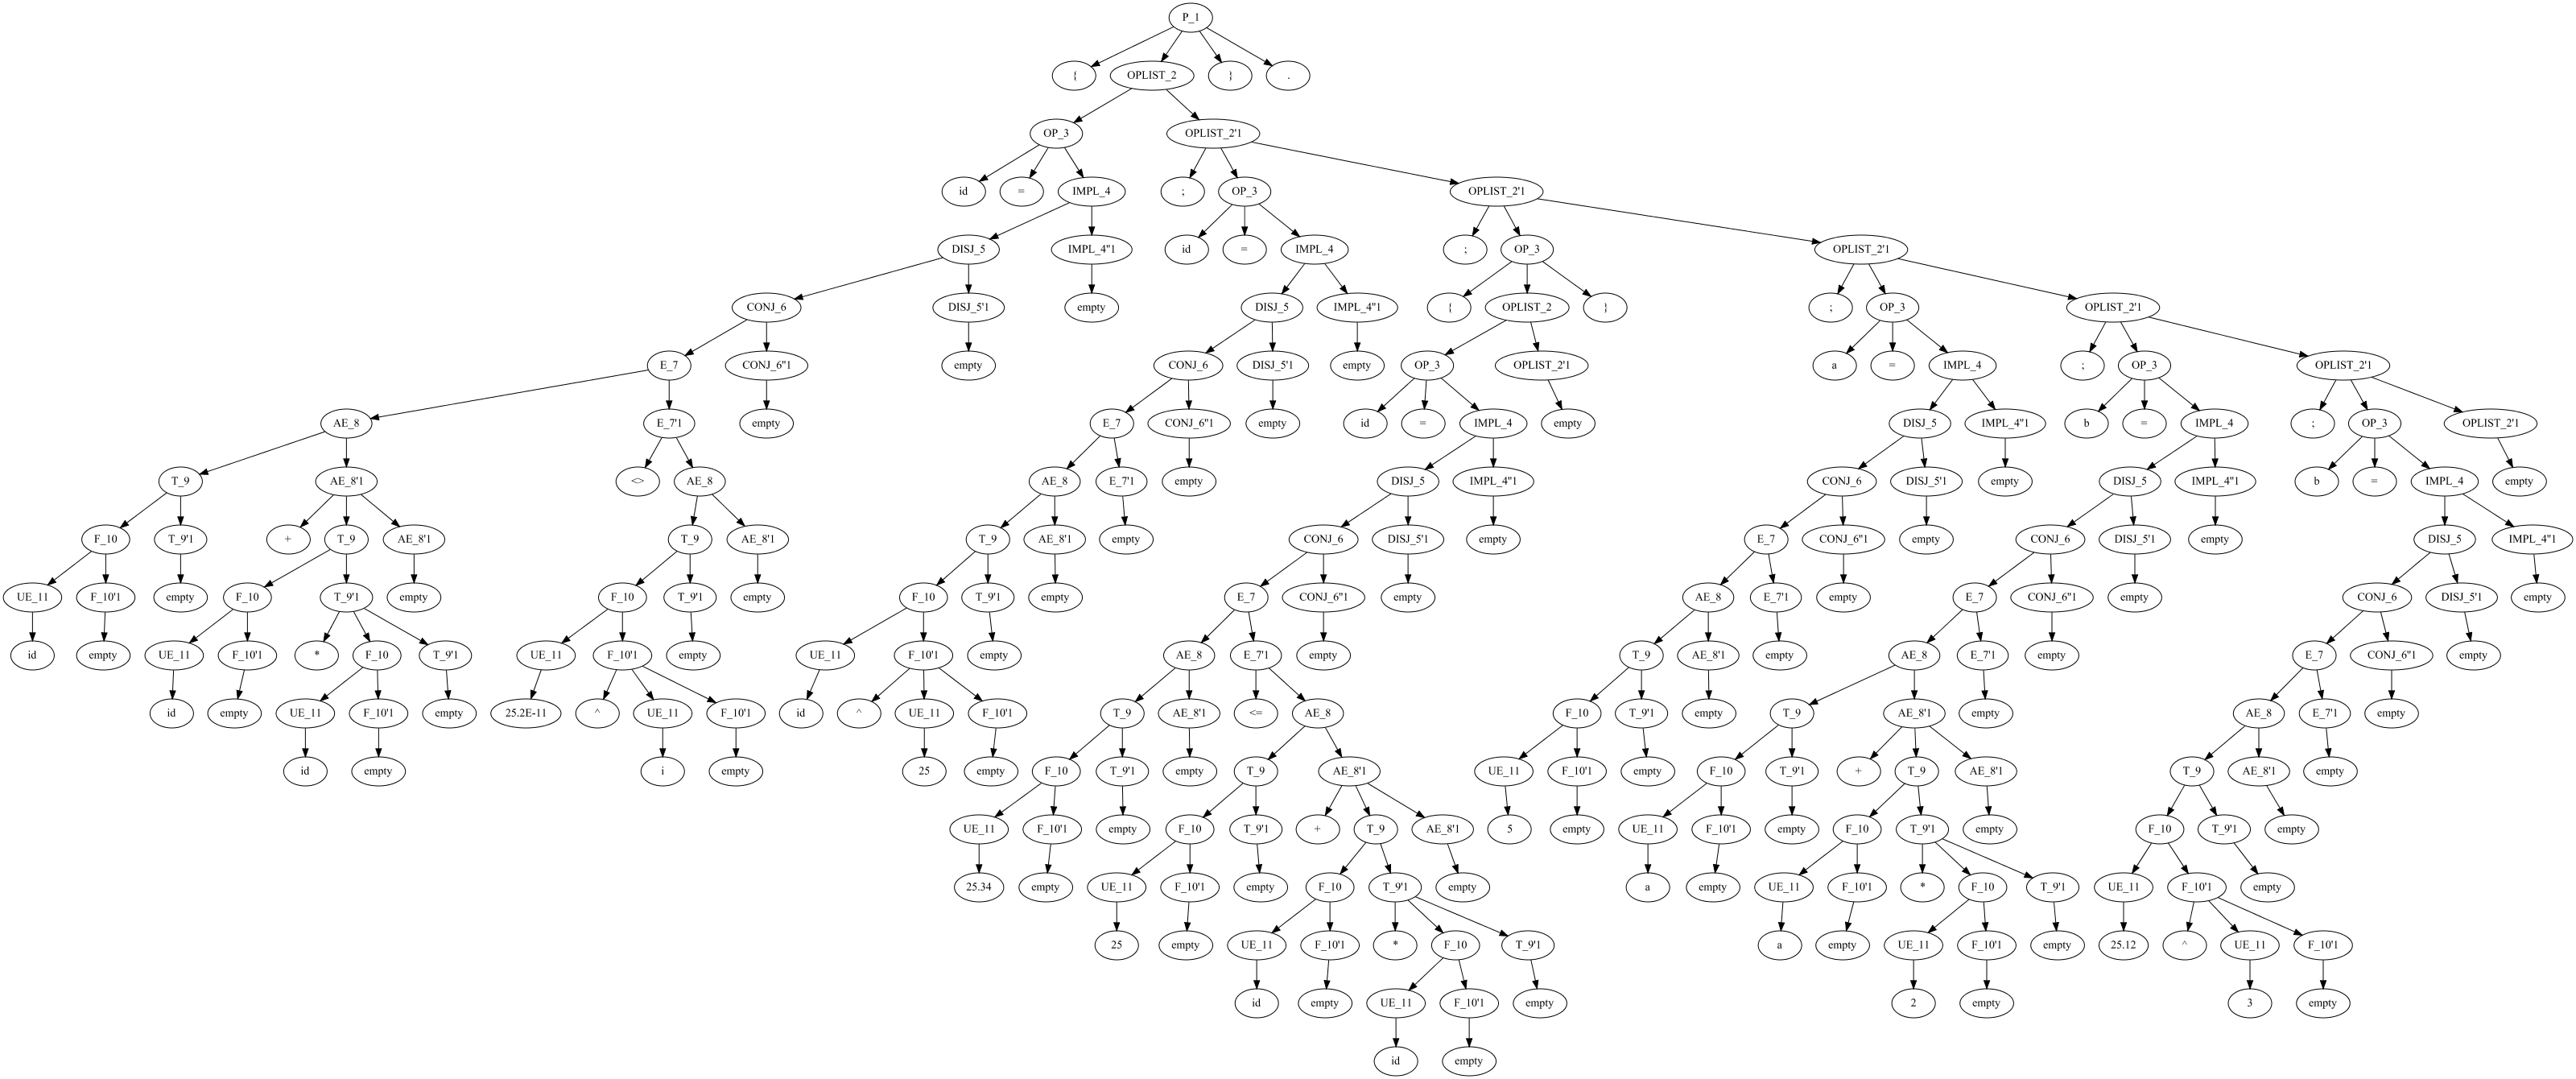 P_1
{ OPLIST_2 } .
OP_3 OPLIST_2'1
id = IMPL_4 ; OP_3 OPLIST_2'1
DISJ_5 IMPL_4''1 id = IMPL_4 ; OP_3 OPLIST_2'1
CONJ_6 DISJ_5'1 empty DISJ_5 IMPL_4''1 { OPLIST_2 } ; OP_3 OPLIST_2'1
E_7 CONJ_6''1 empty CONJ_6 DISJ_5'1 empty OP_3 OPLIST_2'1 a = IMPL_4 ; OP_3 OPLIST_2'1
AE_8 E_7'1 empty E_7 CONJ_6''1 empty id = IMPL_4 empty DISJ_5 IMPL_4''1 b = IMPL_4 ; OP_3 OPLIST_2'1
T_9 AE_8'1 <> AE_8 AE_8 E_7'1 empty DISJ_5 IMPL_4''1 CONJ_6 DISJ_5'1 empty DISJ_5 IMPL_4''1 b = IMPL_4 empty
F_10 T_9'1 + T_9 AE_8'1 T_9 AE_8'1 T_9 AE_8'1 empty CONJ_6 DISJ_5'1 empty E_7 CONJ_6''1 empty CONJ_6 DISJ_5'1 empty DISJ_5 IMPL_4''1
UE_11 F_10'1 empty F_10 T_9'1 empty F_10 T_9'1 empty F_10 T_9'1 empty E_7 CONJ_6''1 empty AE_8 E_7'1 empty E_7 CONJ_6''1 empty CONJ_6 DISJ_5'1 empty
id empty UE_11 F_10'1 * F_10 T_9'1 UE_11 F_10'1 empty UE_11 F_10'1 empty AE_8 E_7'1 empty T_9 AE_8'1 empty AE_8 E_7'1 empty E_7 CONJ_6''1 empty
id empty UE_11 F_10'1 empty 25.2E-11 ^ UE_11 F_10'1 id ^ UE_11 F_10'1 T_9 AE_8'1 <= AE_8 F_10 T_9'1 empty T_9 AE_8'1 empty AE_8 E_7'1 empty
id empty i empty 25 empty F_10 T_9'1 empty T_9 AE_8'1 UE_11 F_10'1 empty F_10 T_9'1 + T_9 AE_8'1 T_9 AE_8'1 empty
UE_11 F_10'1 empty F_10 T_9'1 + T_9 AE_8'1 5 empty UE_11 F_10'1 empty F_10 T_9'1 empty F_10 T_9'1 empty
25.34 empty UE_11 F_10'1 empty F_10 T_9'1 empty a empty UE_11 F_10'1 * F_10 T_9'1 UE_11 F_10'1 empty
25 empty UE_11 F_10'1 * F_10 T_9'1 a empty UE_11 F_10'1 empty 25.12 ^ UE_11 F_10'1
id empty UE_11 F_10'1 empty 2 empty 3 empty
id empty